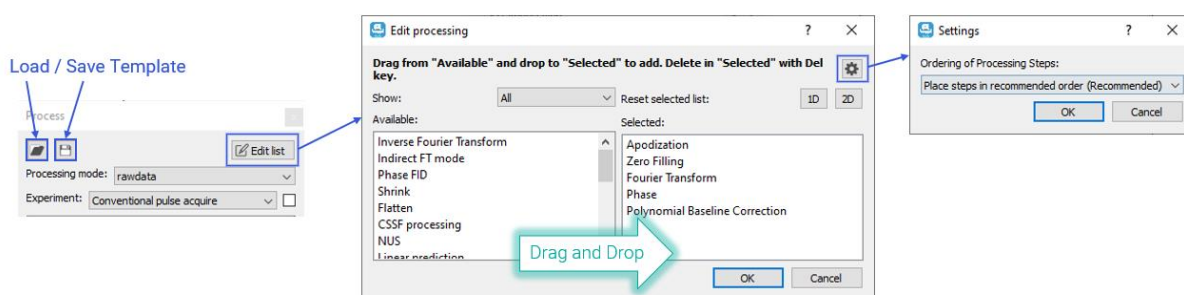 Load / Save Template
Process
Edit list
Processing mode: rawdata
Experiment: Conventional pulse acquire
Edit processing ? ×
Drag from "Available" and drop to "Selected" to add. Delete in "Selected" with Del
key.
Show: All
Reset selected list: 1D 2D
Available:
Inverse Fourier Transform
Indirect FT mode
Phase FID
Shrink
Flatten
CSSF processing
NUS
Linear prediction
Selected:
Apodization
Zero Filling
Fourier Transform
Phase
Polynomial Baseline Correction
Drag and Drop
OK Cancel
Settings ? ×
Ordering of Processing Steps:
Place steps in recommended order (Recommended)
OK Cancel